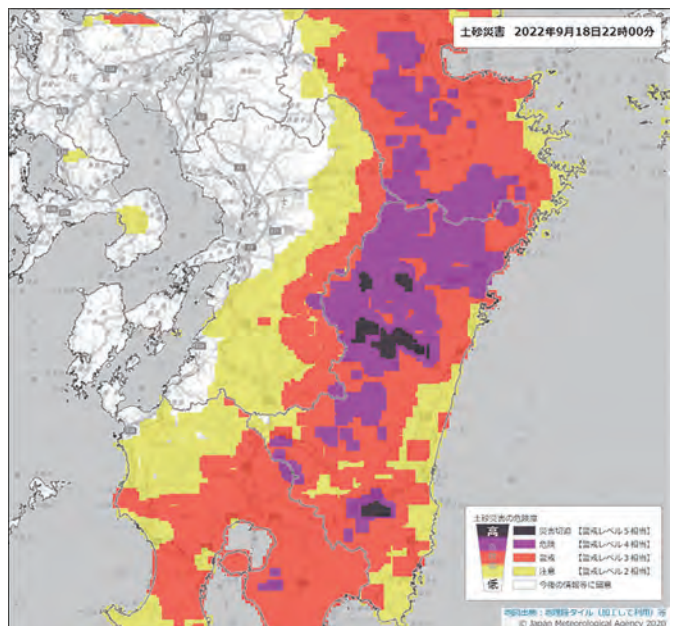 土砂災害 2022年9月18日22時00分
土砂災害の危険度
高
災害切迫 【警戒レベル5相当】
危険 【警戒レベル4相当】
警戒 【警戒レベル3相当】
注意 【警戒レベル2相当】
低 今後の情報等に留意
地図出典：地理院タイル（加工して利用）等
© Japan Meteorological Agency 2020